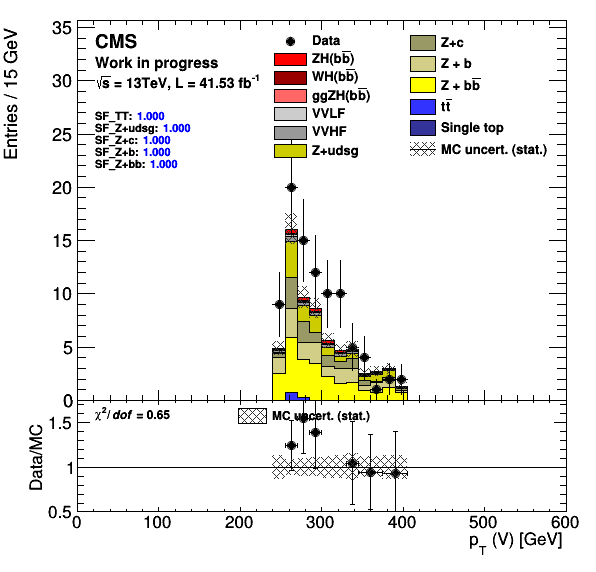 Entries / 15 GeV
35
30
25
20
15
10
5
0
CMS
Work in progress
√s = 13TeV, L = 41.53 fb⁻¹
SF_TT: 1.000
SF_Z+udsg: 1.000
SF_Z+c: 1.000
SF_Z+b: 1.000
SF_Z+bb: 1.000
Data
ZH(bb̅)
WH(bb̅)
ggZH(bb̅)
VVLF
VVHF
Z+udsg
Z+c
Z + b
Z + bb̅
tt̅
Single top
MC uncert. (stat.)
Data/MC
1.5
1
0.5
χ²/dof = 0.65
MC uncert. (stat.)
0 100 200 300 400 500 600
p_T (V) [GeV]